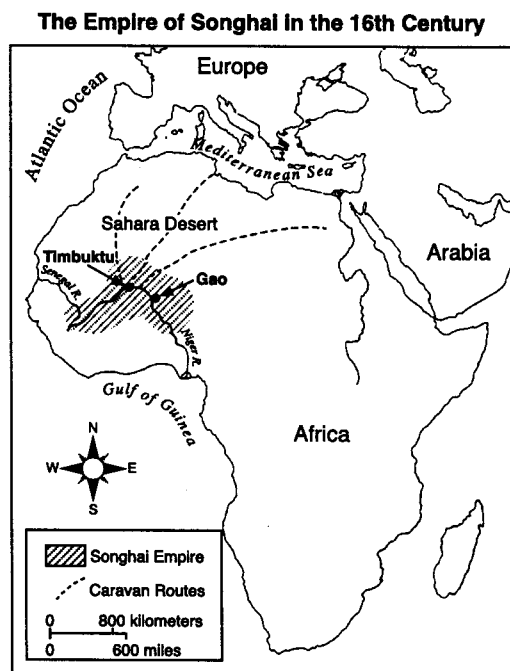 The Empire of Songhai in the 16th Century
Europe
Atlantic Ocean
Mediterranean Sea
Sahara Desert
Timbuktu
Arabia
Senegal R.
Gao
Niger R.
Gulf of Guinea
Africa
N
W
E
S
Songhai Empire
Caravan Routes
0 800 kilometers
0 600 miles